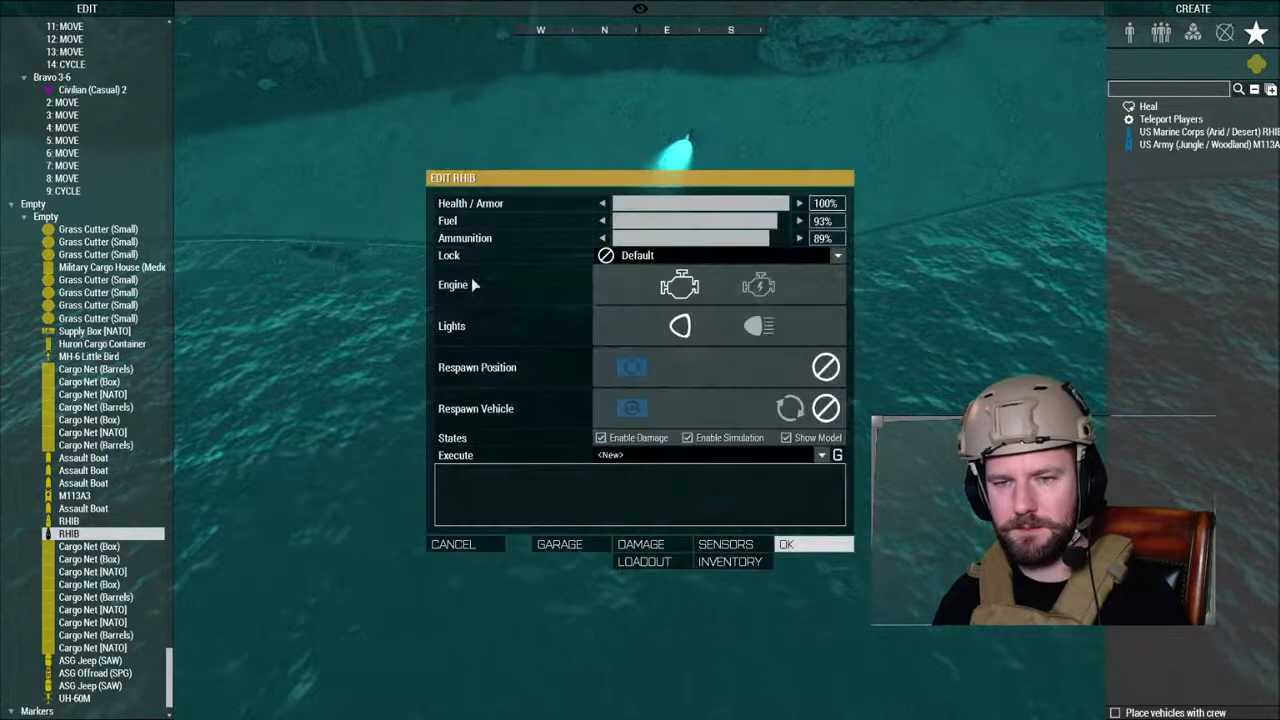 EDIT
11: MOVE
12: MOVE
13: MOVE
14: CYCLE
Bravo 3-6
Civilian (Casual) 2
2: MOVE
3: MOVE
4: MOVE
5: MOVE
6: MOVE
7: MOVE
8: MOVE
9: CYCLE
Empty
Empty
Grass Cutter (Small)
Grass Cutter (Small)
Grass Cutter (Small)
Military Cargo House (Medi
Grass Cutter (Small)
Grass Cutter (Small)
Grass Cutter (Small)
Grass Cutter (Small)
Supply Box [NATO]
Huron Cargo Container
MH-6 Little Bird
Cargo Net (Barrels)
Cargo Net (Box)
Cargo Net [NATO]
Cargo Net (Barrels)
Cargo Net (Box)
Cargo Net [NATO]
Cargo Net (Barrels)
Assault Boat
Assault Boat
Assault Boat
M113A3
Assault Boat
RHIB
RHIB
Cargo Net (Box)
Cargo Net (Box)
Cargo Net [NATO]
Cargo Net (Box)
Cargo Net (Barrels)
Cargo Net [NATO]
Cargo Net [NATO]
Cargo Net (Barrels)
Cargo Net [NATO]
ASG Jeep (SAW)
ASG Offroad (SPG)
ASG Jeep (SAW)
UH-60M
Markers
W N E S
EDIT RHIB
Health / Armor 100%
Fuel 93%
Ammunition 89%
Lock Default
Engine
Lights
Respawn Position
Respawn Vehicle
States Enable Damage Enable Simulation Show Model
Execute <New> G
CANCEL GARAGE DAMAGE SENSORS OK
LOADOUT INVENTORY
CREATE
Heal
Teleport Players
US Marine Corps (Arid / Desert) RHIB
US Army (Jungle / Woodland) M113A
Place vehicles with crew